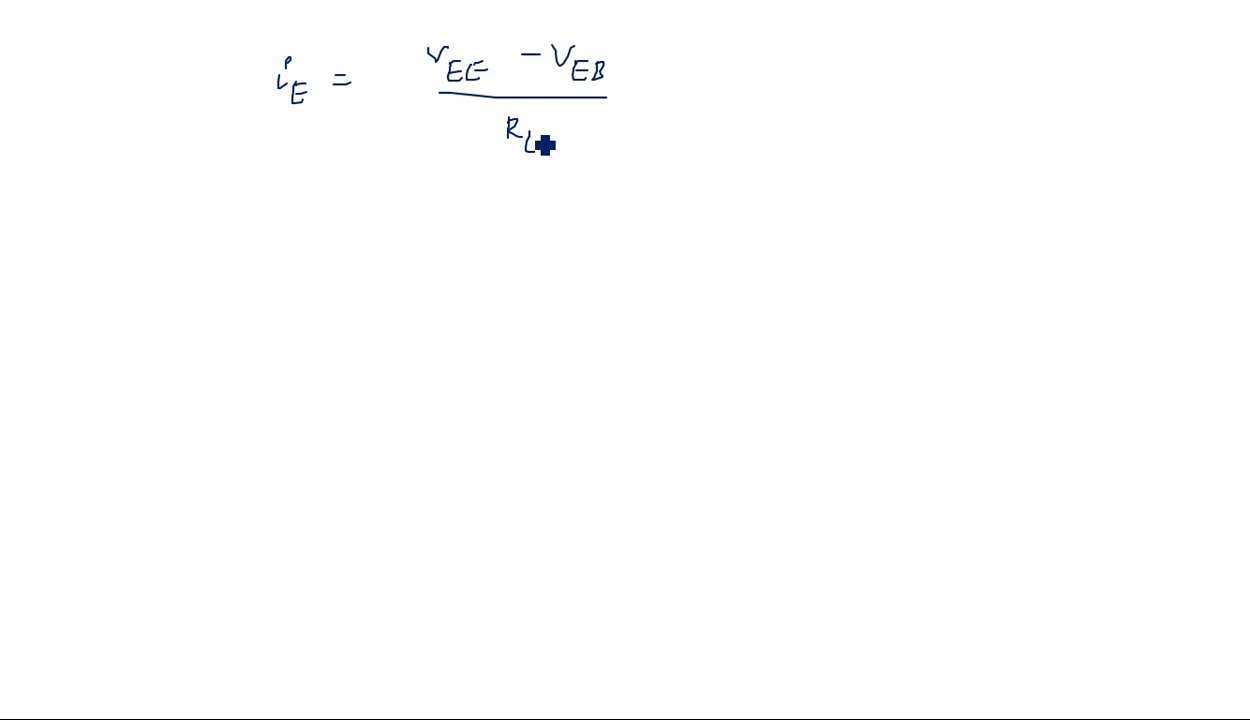 i_E = (V_EE - V_EB) / R_L